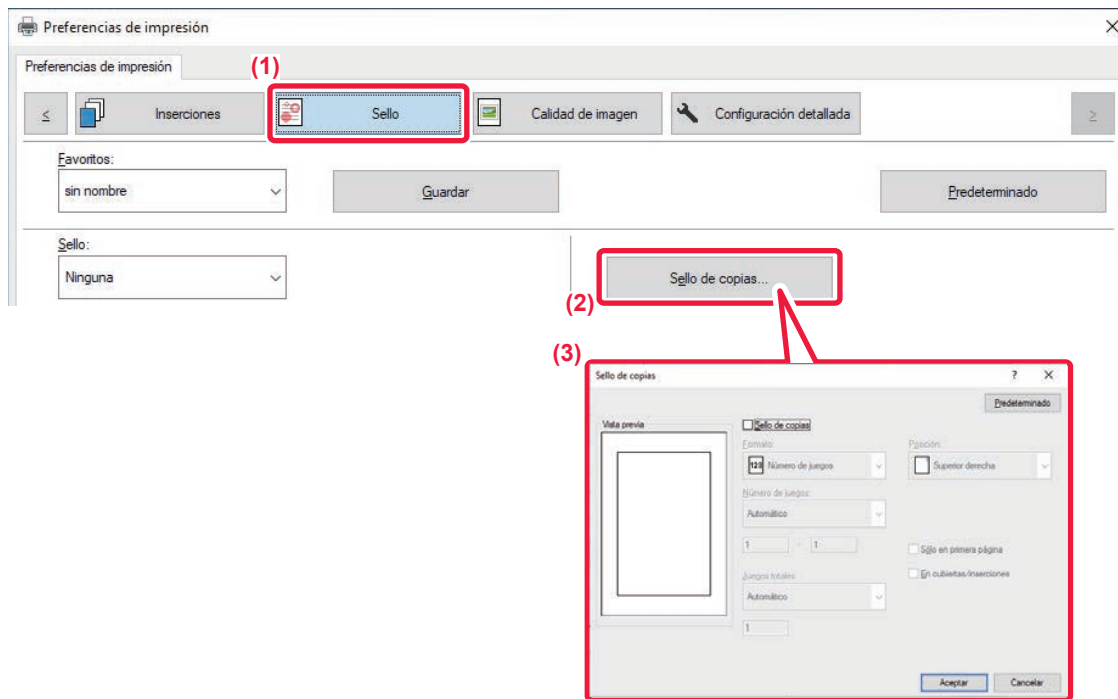 Preferencias de impresión
Preferencias de impresión
(1)
Inserciones
Sello
Calidad de imagen
Configuración detallada
Favoritos:
sin nombre
Guardar
Predeterminado
Sello:
Ninguna
Sello de copias...
(2)
(3)
Sello de copias
?
Predeterminado
Vista previa
Sello de copias
Formato:
Posición:
123 Número de juegos
Superior derecha
Número de juegos:
Automático
1 - 1
Sólo en primera página
En cubiertas/inserciones
Juegos totales:
Automático
1
Aceptar
Cancelar